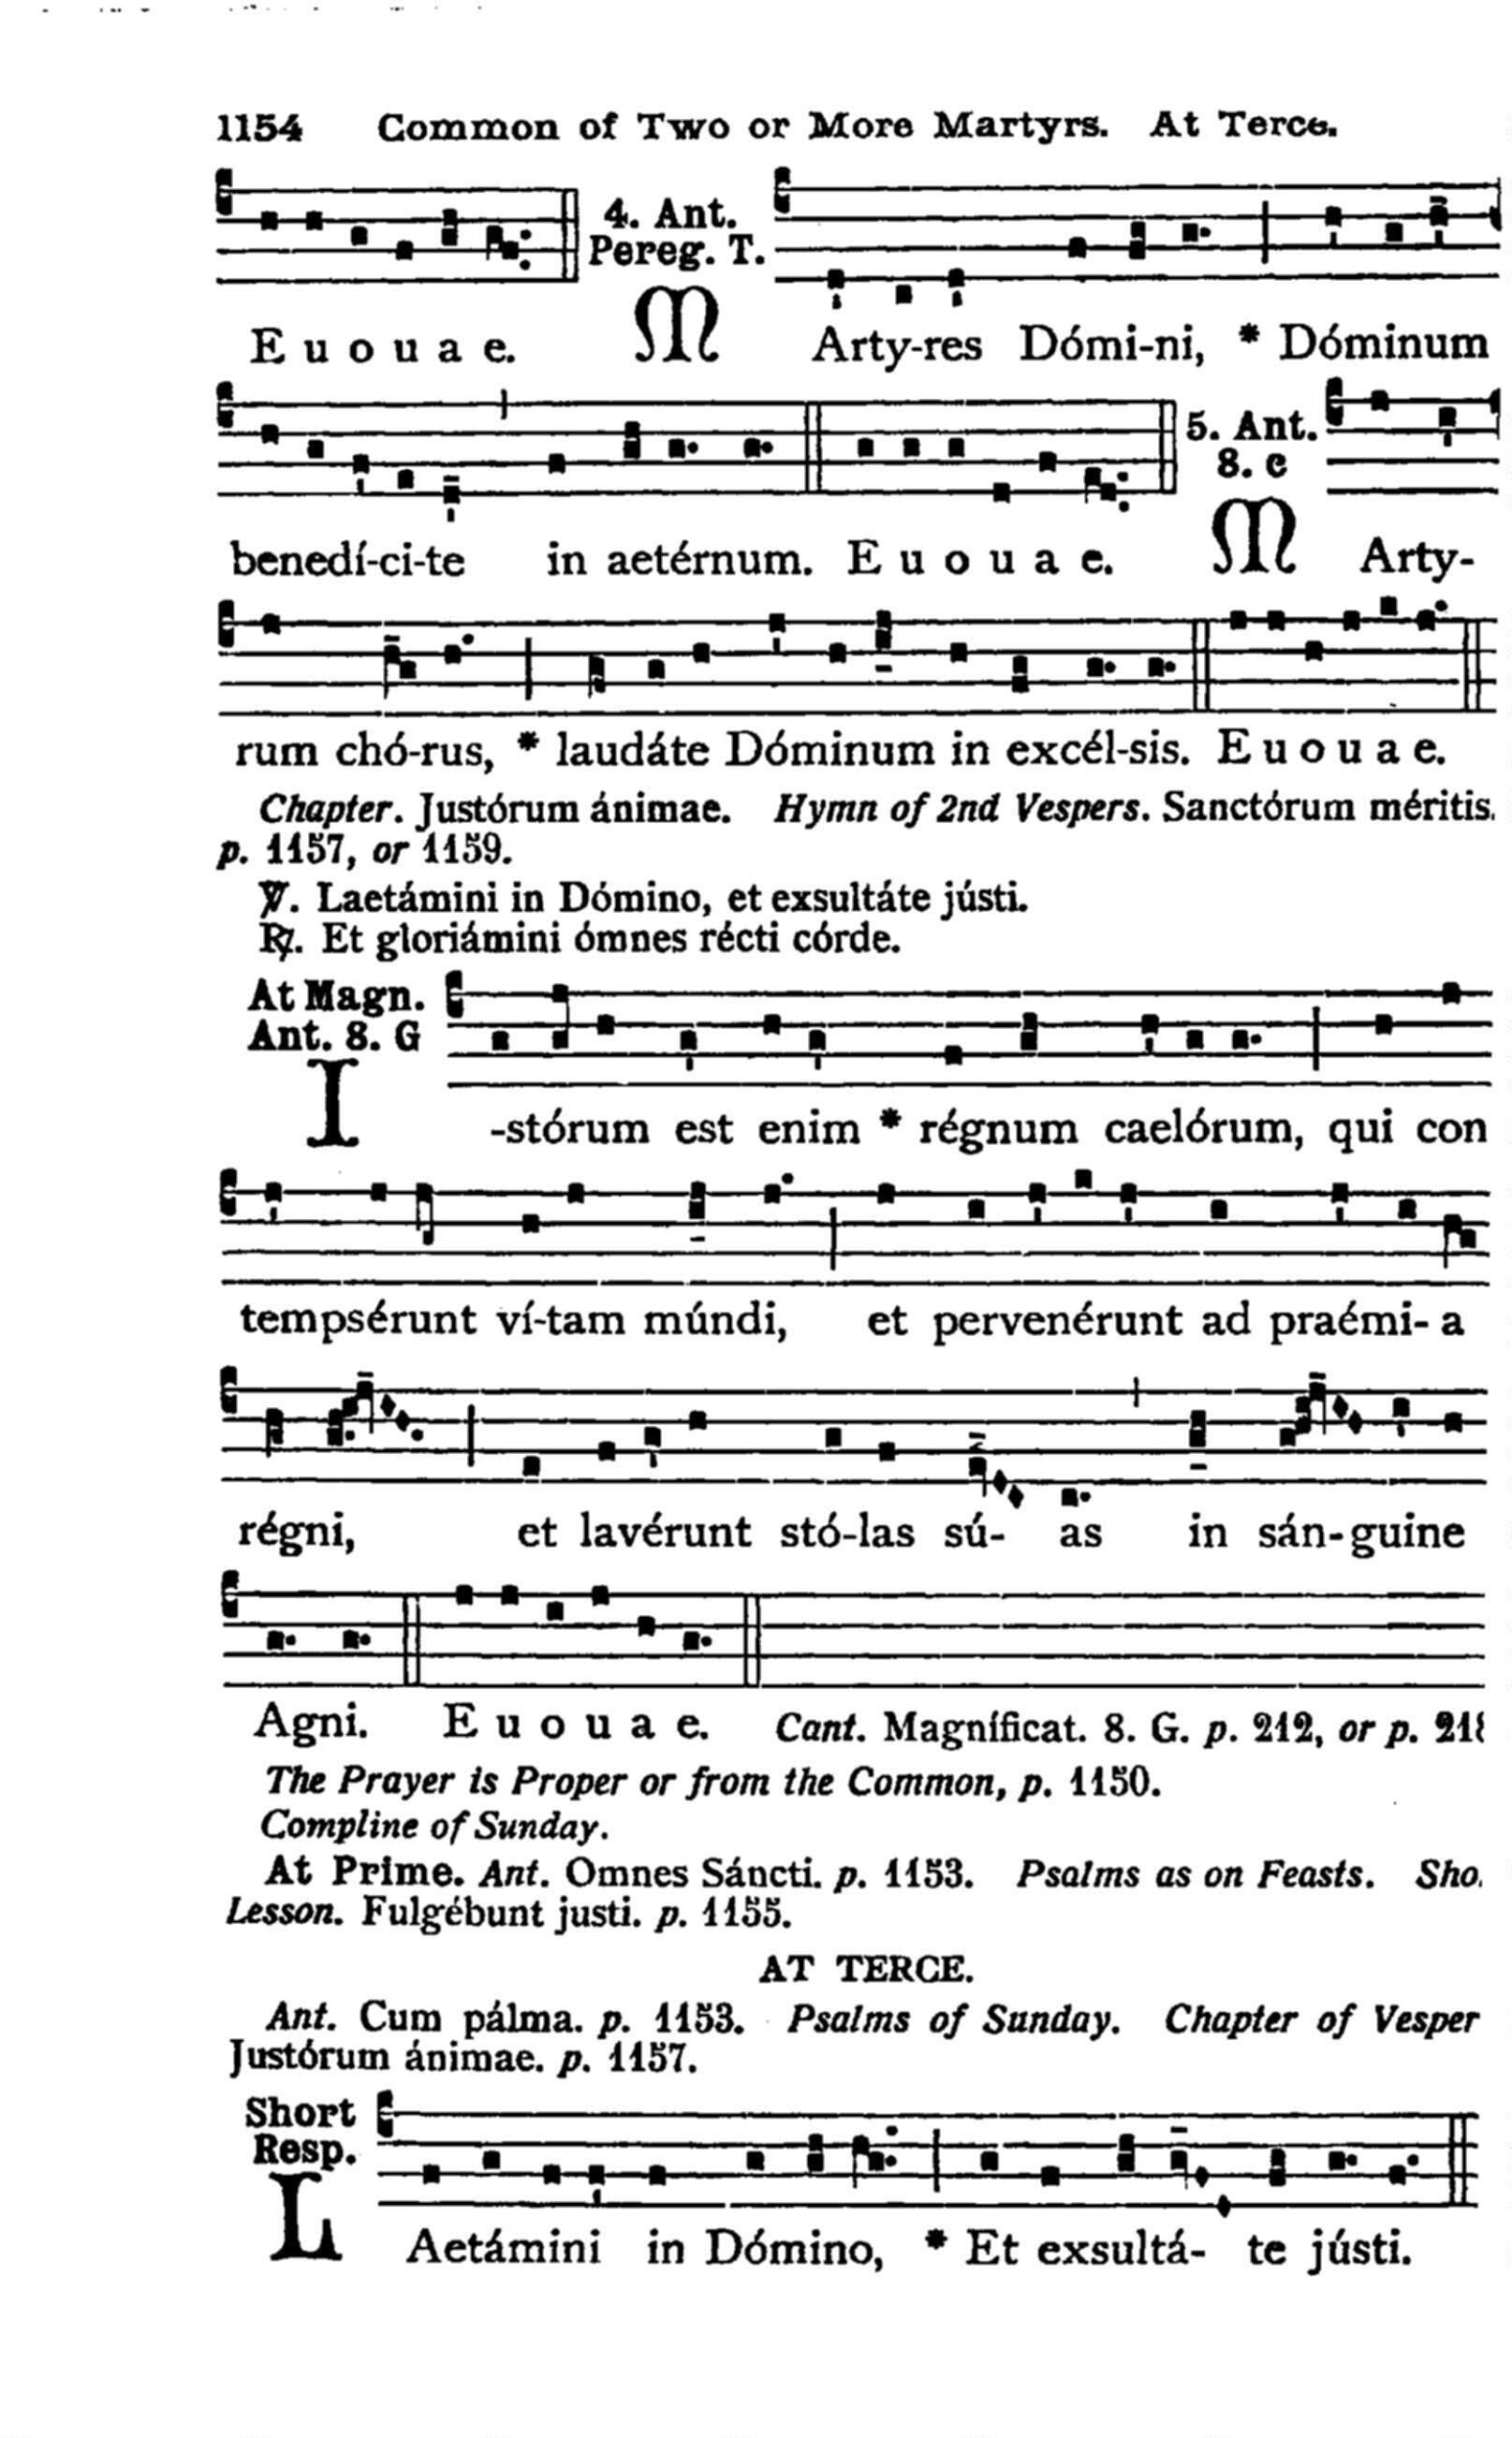 1154 Common of Two or More Martyrs. At Terce.
4. Ant.
Pereg. T.
E u o u a e. M Arty-res Dómi-ni, * Dóminum
5. Ant.
8. c
benedí-ci-te in aetérnum. E u o u a e. M Arty-
rum chó-rus, * laudáte Dóminum in excél-sis. E u o u a e.
Chapter. Justórum ánimae. Hymn of 2nd Vespers. Sanctórum méritis.
p. 1157, or 1159.
℣. Laetámini in Dómino, et exsultáte jústi.
℟. Et gloriámini ómnes récti córde.
At Magn.
Ant. 8. G
I -stórum est enim * régnum caelórum, qui con
tempsérunt ví-tam múndi, et pervenérunt ad praémi- a
régni, et lavérunt stó-las sú- as in sán-guine
Agni. E u o u a e. Cant. Magníficat. 8. G. p. 212, or p.
The Prayer is Proper or from the Common, p. 1150.
Compline of Sunday.
At Prime. Ant. Omnes Sáncti. p. 1153. Psalms as on Feasts. Sho
Lesson. Fulgébunt justi. p. 1155.
AT TERCE.
Ant. Cum pálma. p. 1153. Psalms of Sunday. Chapter of Vesper
Justórum ánimae. p. 1157.
Short
Resp.
L Aetámini in Dómino, * Et exsultá- te jústi.